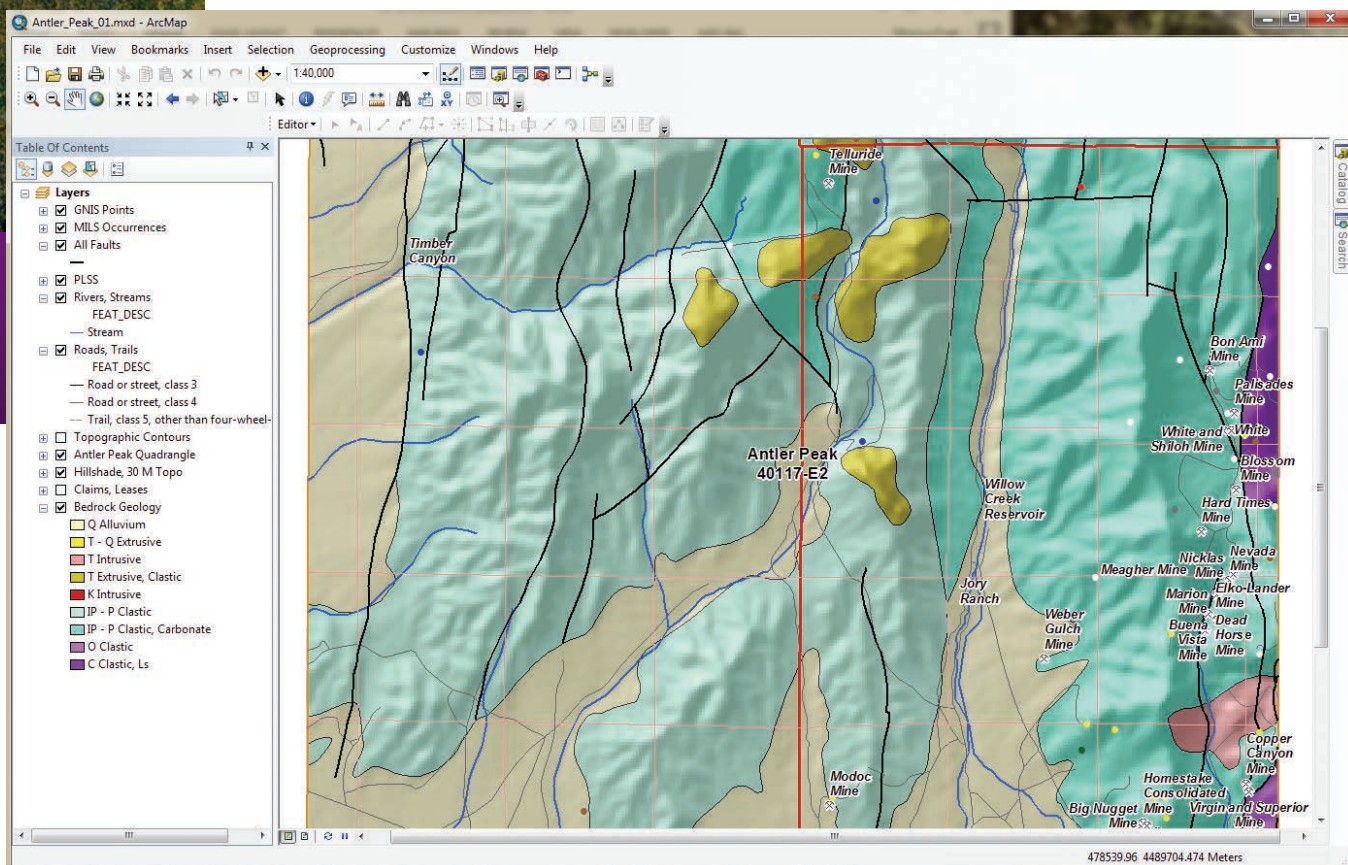 Antler_Peak_01.mxd - ArcMap
File Edit View Bookmarks Insert Selection Geoprocessing Customize Windows Help
1:40,000
Editor
Table Of Contents
Layers
GNIS Points
MILS Occurrences
All Faults
PLSS
Rivers, Streams
FEAT_DESC
Stream
Roads, Trails
FEAT_DESC
Road or street, class 3
Road or street, class 4
Trail, class 5, other than four-wheel-
Topographic Contours
Antler Peak Quadrangle
Hillshade, 30 M Topo
Claims, Leases
Bedrock Geology
Q Alluvium
T - Q Extrusive
T Intrusive
T Extrusive, Clastic
K Intrusive
IP - P Clastic
IP - P Clastic, Carbonate
O Clastic
C Clastic, Ls
Telluride
Mine
Timber
Canyon
Bon Ami
Mine
Palisades
Mine
White and White
Shiloh Mine
Blossom
Mine
Antler Peak
40117-E2
Willow
Creek
Reservoir
Hard Times
Mine
Nicklas
Mine
Nevada
Mine
Meagher Mine
Jory
Ranch
Marion
Mine
Elko-Lander
Mine
Weber
Gulch
Mine
Buena
Vista
Mine
Dead
Horse
Mine
Copper
Canyon
Mine
Modoc
Mine
Homestake
Consolidated
Mine
Big Nugget
Mine
Virgin and Superior
Mine
Catalog
Search
478539.96 4489704.474 Meters